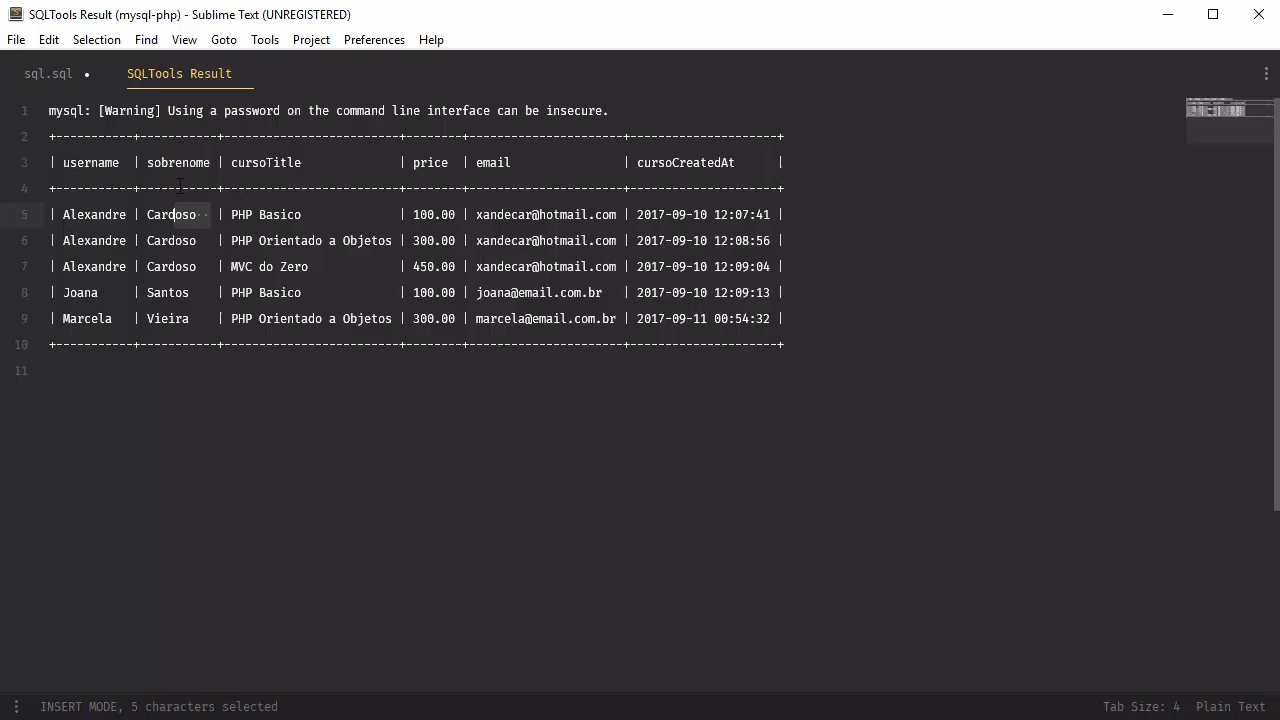 SQLTools Result (mysql-php) - Sublime Text (UNREGISTERED)
File Edit Selection Find View Goto Tools Project Preferences Help
sql.sql • SQLTools Result
1 mysql: [Warning] Using a password on the command line interface can be insecure.
2 +-----------+-----------+-------------------------+--------+----------------------+---------------------+
3 | username | sobrenome | cursoTitle | price | email | cursoCreatedAt |
4 +-----------+-----------+-------------------------+--------+----------------------+---------------------+
5 | Alexandre | Cardoso·· | PHP Basico | 100.00 | xandecar@hotmail.com | 2017-09-10 12:07:41 |
6 | Alexandre | Cardoso | PHP Orientado a Objetos | 300.00 | xandecar@hotmail.com | 2017-09-10 12:08:56 |
7 | Alexandre | Cardoso | MVC do Zero | 450.00 | xandecar@hotmail.com | 2017-09-10 12:09:04 |
8 | Joana | Santos | PHP Basico | 100.00 | joana@email.com.br | 2017-09-10 12:09:13 |
9 | Marcela | Vieira | PHP Orientado a Objetos | 300.00 | marcela@email.com.br | 2017-09-11 00:54:32 |
10 +-----------+-----------+-------------------------+--------+----------------------+---------------------+
11
INSERT MODE, 5 characters selected Tab Size: 4 Plain Text